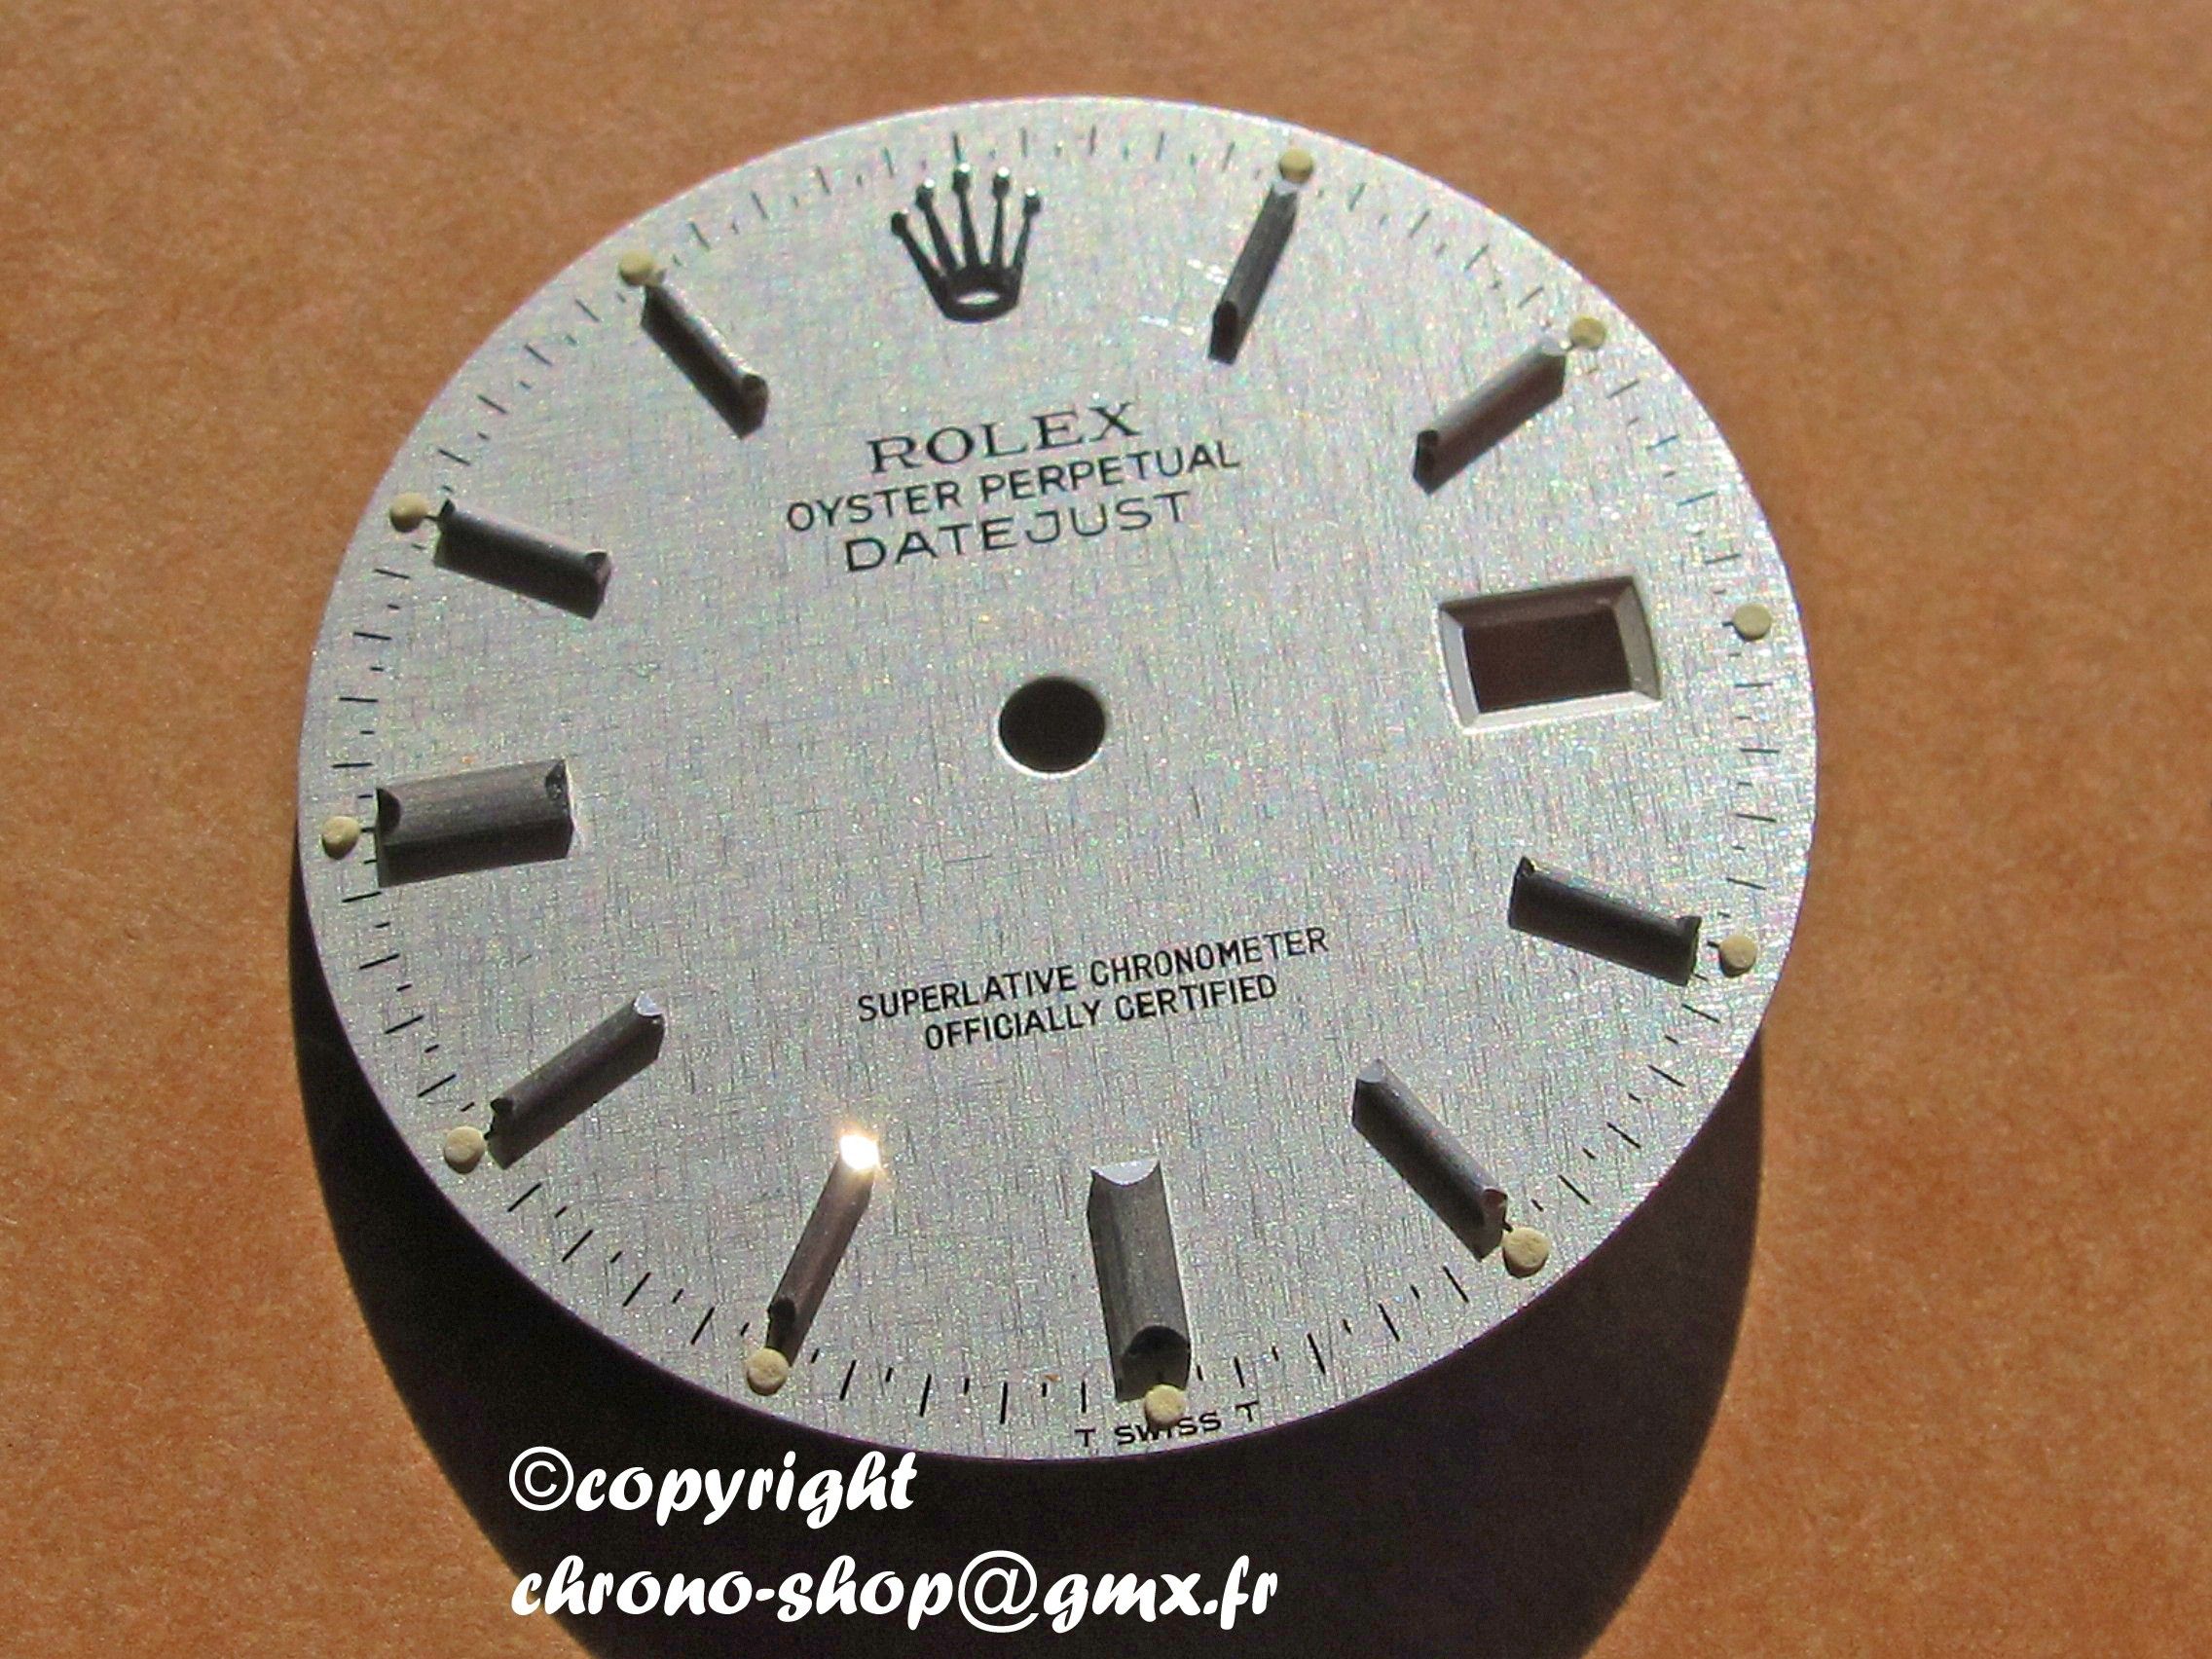 ROLEX
OYSTER PERPETUAL
DATEJUST
SUPERLATIVE CHRONOMETER
OFFICIALLY CERTIFIED
T SWISS T
©copyright
chrono-shop@gmx.fr